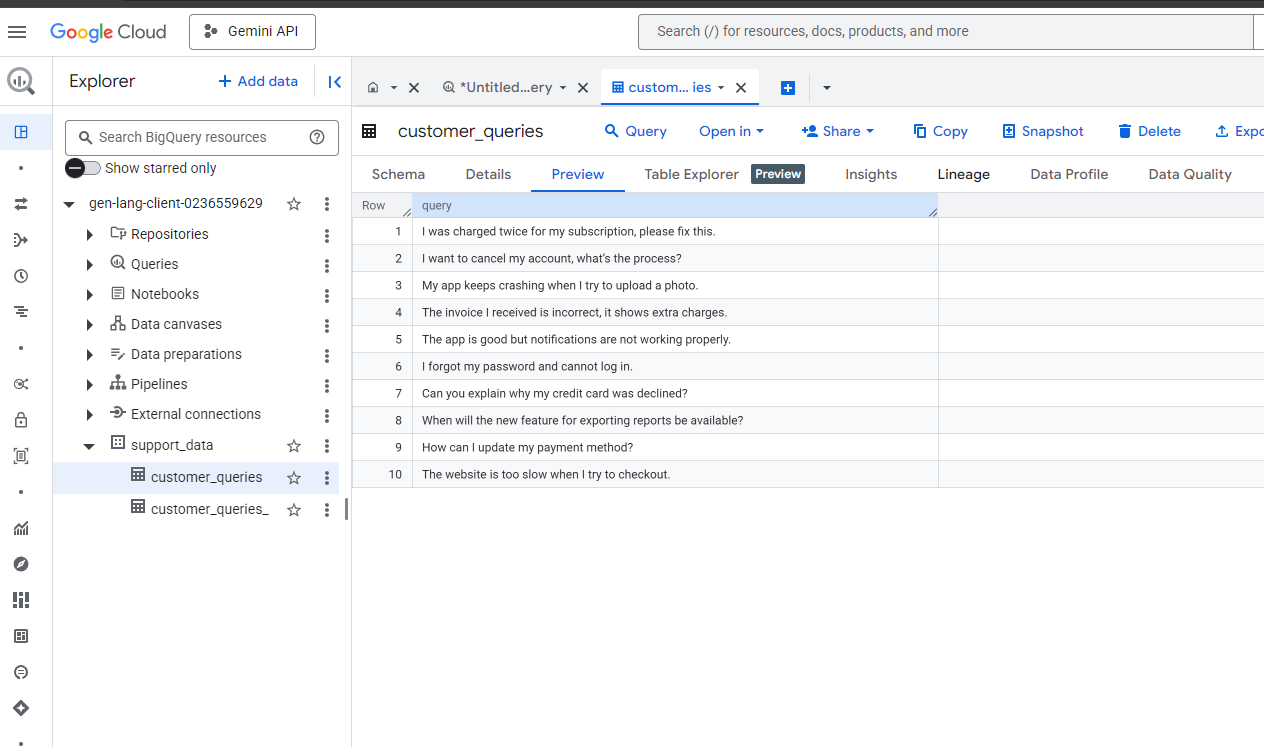 Google Cloud
Gemini API
Search (/) for resources, docs, products, and more
Explorer
+ Add data
*Untitled...ery
custom... ies
Search BigQuery resources
Show starred only
customer_queries
Query
Open in
Share
Copy
Snapshot
Delete
Expo
Schema
Details
Preview
Table Explorer
Preview
Insights
Lineage
Data Profile
Data Quality
gen-lang-client-0236559629
Repositories
Queries
Notebooks
Data canvases
Data preparations
Pipelines
External connections
support_data
customer_queries
customer_queries_
Row query
1 I was charged twice for my subscription, please fix this.
2 I want to cancel my account, what's the process?
3 My app keeps crashing when I try to upload a photo.
4 The invoice I received is incorrect, it shows extra charges.
5 The app is good but notifications are not working properly.
6 I forgot my password and cannot log in.
7 Can you explain why my credit card was declined?
8 When will the new feature for exporting reports be available?
9 How can I update my payment method?
10 The website is too slow when I try to checkout.